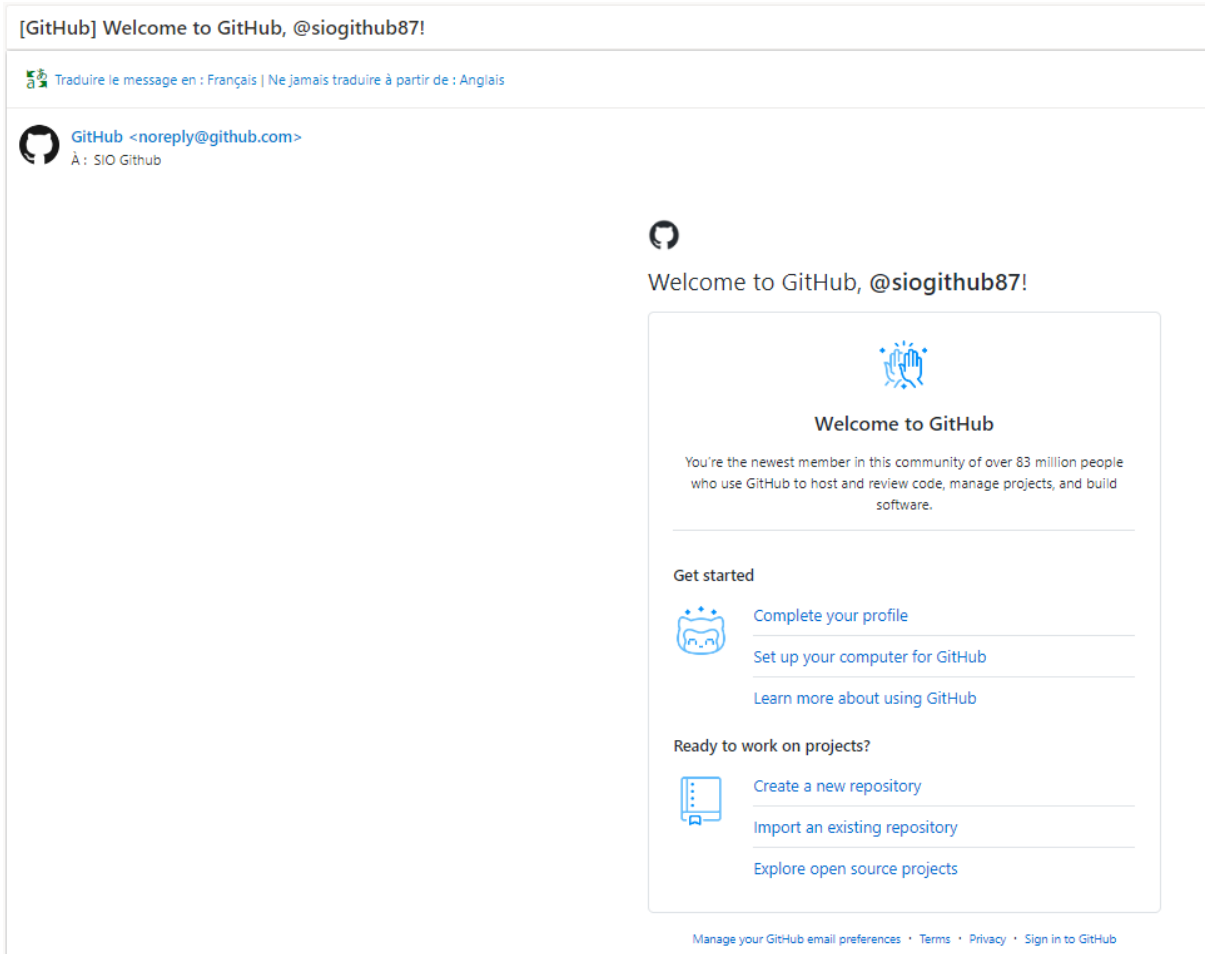 [GitHub] Welcome to GitHub, @siogithub87!
Traduire le message en : Français | Ne jamais traduire à partir de : Anglais
GitHub <noreply@github.com>
À : SIO Github
Welcome to GitHub, @siogithub87!
Welcome to GitHub
You're the newest member in this community of over 83 million people
who use GitHub to host and review code, manage projects, and build
software.
Get started
Complete your profile
Set up your computer for GitHub
Learn more about using GitHub
Ready to work on projects?
Create a new repository
Import an existing repository
Explore open source projects
Manage your GitHub email preferences · Terms · Privacy · Sign in to GitHub